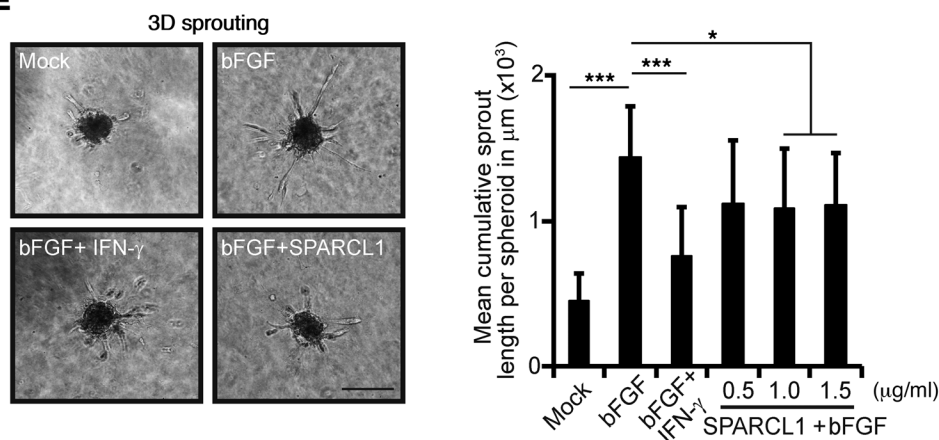 E
3D sprouting
Mock
bFGF
bFGF+ IFN-γ
bFGF+SPARCL1
Mean cumulative sprout
length per spheroid in μm (x10³)
2
1
0
***
***
*
Mock
bFGF
bFGF+
IFN-γ
0.5 1.0 1.5 (μg/ml)
SPARCL1 +bFGF